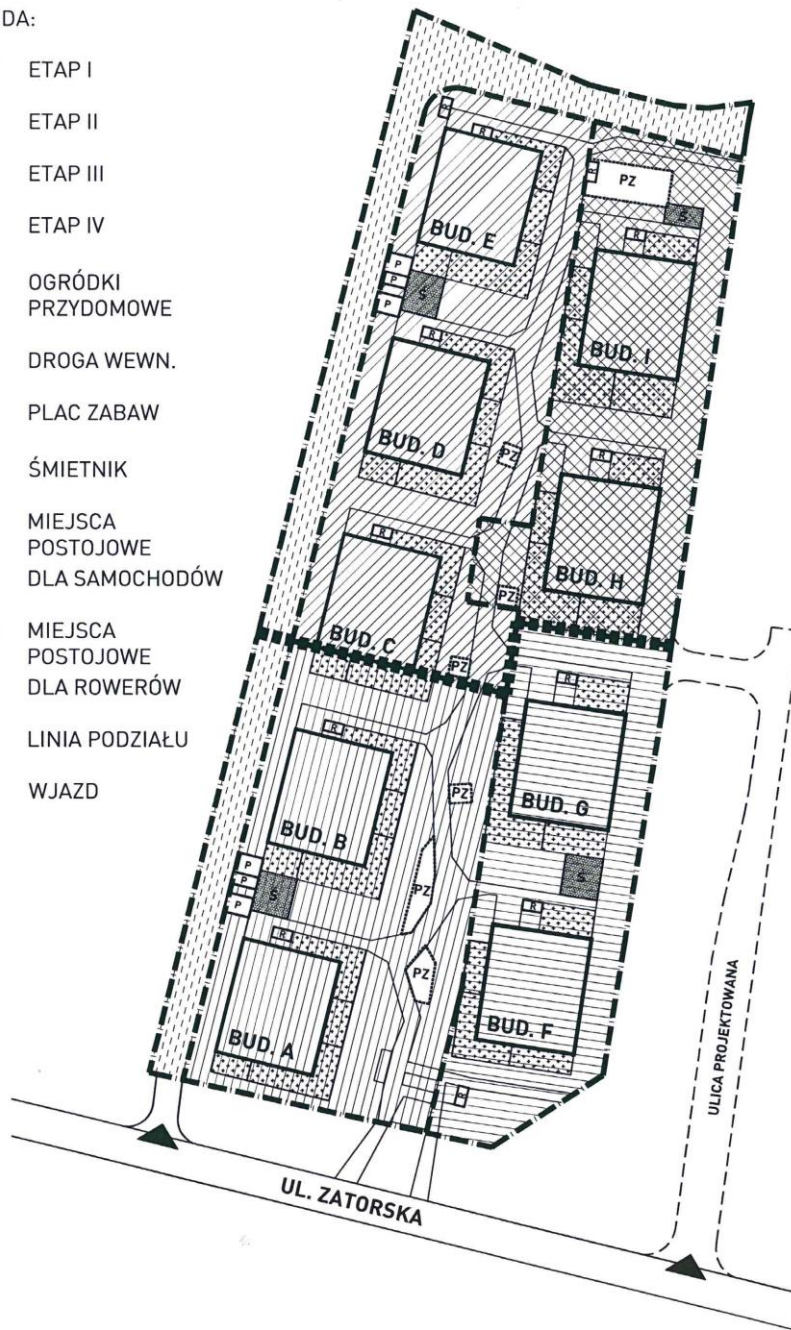 DA:
ETAP I
ETAP II
ETAP III
ETAP IV
OGRÓDKI
PRZYDOMOWE
DROGA WEWN.
PLAC ZABAW
ŚMIETNIK
MIEJSCA
POSTOJOWE
DLA SAMOCHODÓW
MIEJSCA
POSTOJOWE
DLA ROWERÓW
LINIA PODZIAŁU
WJAZD
R
R
BUD. E
R
PZ
Ś
R
BUD. I
P
P
P
Ś
R
BUD. D
PZ
R
BUD. H
R
BUD. C
PZ
PZ
R
BUD. G
R
BUD. B
PZ
P
P
P
Ś
PZ
Ś
R
BUD. A
PZ
R
BUD. F
R
UL. ZATORSKA
ULICA PROJEKTOWANA